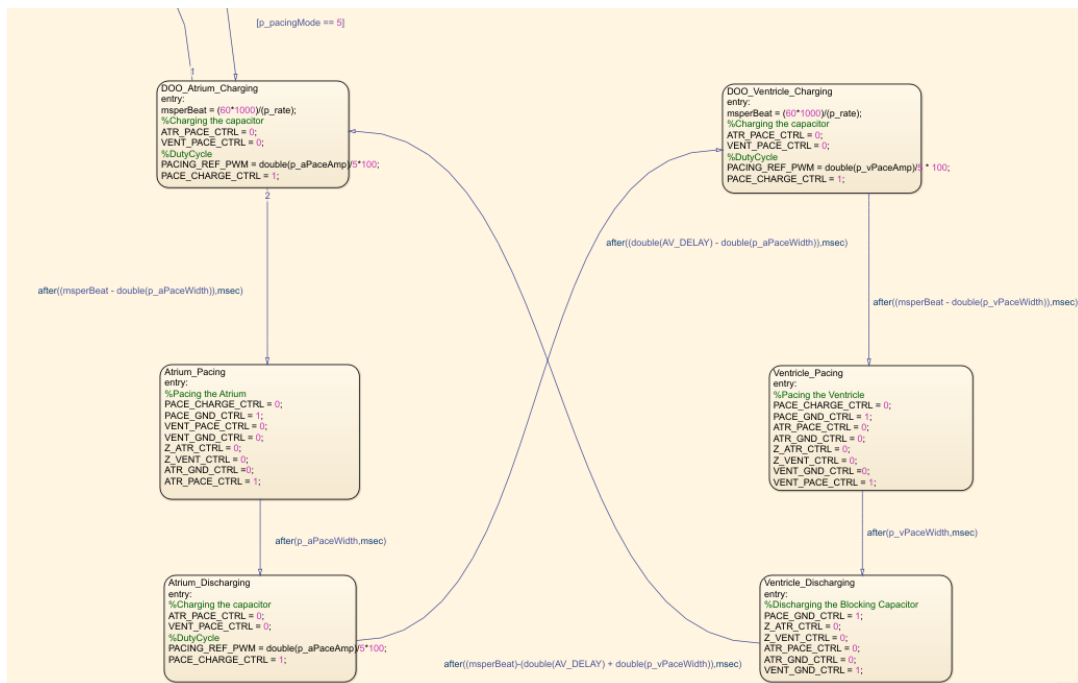 [p_pacingMode == 5]
1
DOO_Atrium_Charging
entry:
msperBeat = (60*1000)/(p_rate);
%Charging the capacitor
ATR_PACE_CTRL = 0;
VENT_PACE_CTRL = 0;
%DutyCycle
PACING_REF_PWM = double(p_aPaceAmp)/5*100;
PACE_CHARGE_CTRL = 1;
2
DOO_Ventricle_Charging
entry:
msperBeat = (60*1000)/(p_rate);
%Charging the capacitor
ATR_PACE_CTRL = 0;
VENT_PACE_CTRL = 0;
%DutyCycle
PACING_REF_PWM = double(p_vPaceAmp)/5 * 100;
PACE_CHARGE_CTRL = 1;
after((double(AV_DELAY) - double(p_aPaceWidth)),msec)
after((msperBeat - double(p_aPaceWidth)),msec)
after((msperBeat - double(p_vPaceWidth)),msec)
Atrium_Pacing
entry:
%Pacing the Atrium
PACE_CHARGE_CTRL = 0;
PACE_GND_CTRL = 1;
VENT_PACE_CTRL = 0;
VENT_GND_CTRL = 0;
Z_ATR_CTRL = 0;
Z_VENT_CTRL = 0;
ATR_GND_CTRL =0;
ATR_PACE_CTRL = 1;
Ventricle_Pacing
entry:
%Pacing the Ventricle
PACE_CHARGE_CTRL = 0;
PACE_GND_CTRL = 1;
ATR_PACE_CTRL = 0;
ATR_GND_CTRL = 0;
Z_ATR_CTRL = 0;
Z_VENT_CTRL = 0;
VENT_GND_CTRL =0;
VENT_PACE_CTRL = 1;
after(p_aPaceWidth,msec)
after(p_vPaceWidth,msec)
Atrium_Discharging
entry:
%Charging the capacitor
ATR_PACE_CTRL = 0;
VENT_PACE_CTRL = 0;
%DutyCycle
PACING_REF_PWM = double(p_aPaceAmp)/5*100;
PACE_CHARGE_CTRL = 1;
Ventricle_Discharging
entry:
%Discharging the Blocking Capacitor
PACE_GND_CTRL = 1;
Z_ATR_CTRL = 0;
Z_VENT_CTRL = 0;
ATR_PACE_CTRL = 0;
ATR_GND_CTRL = 0;
VENT_GND_CTRL = 1;
after((msperBeat)-(double(AV_DELAY) + double(p_vPaceWidth)),msec)